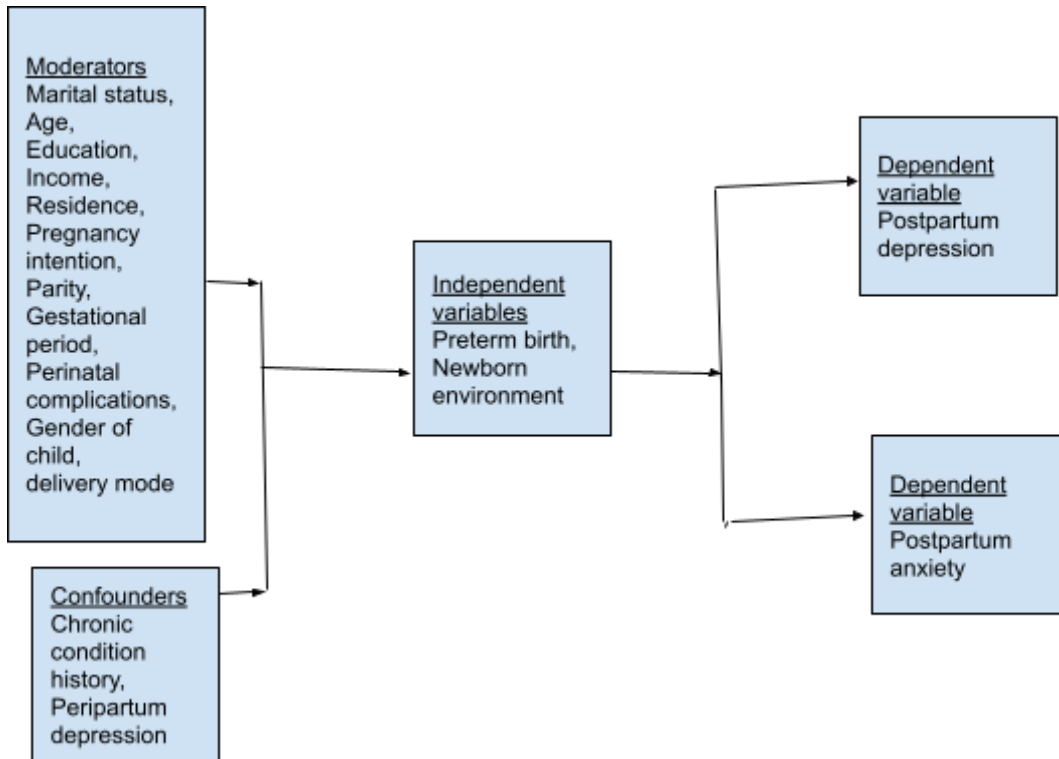 Moderators
Marital status,
Age,
Education,
Income,
Residence,
Pregnancy
intention,
Parity,
Gestational
period,
Perinatal
complications,
Gender of
child,
delivery mode
Confounders
Chronic
condition
history,
Peripartum
depression
Independent
variables
Preterm birth,
Newborn
environment
Dependent
variable
Postpartum
depression
Dependent
variable
Postpartum
anxiety